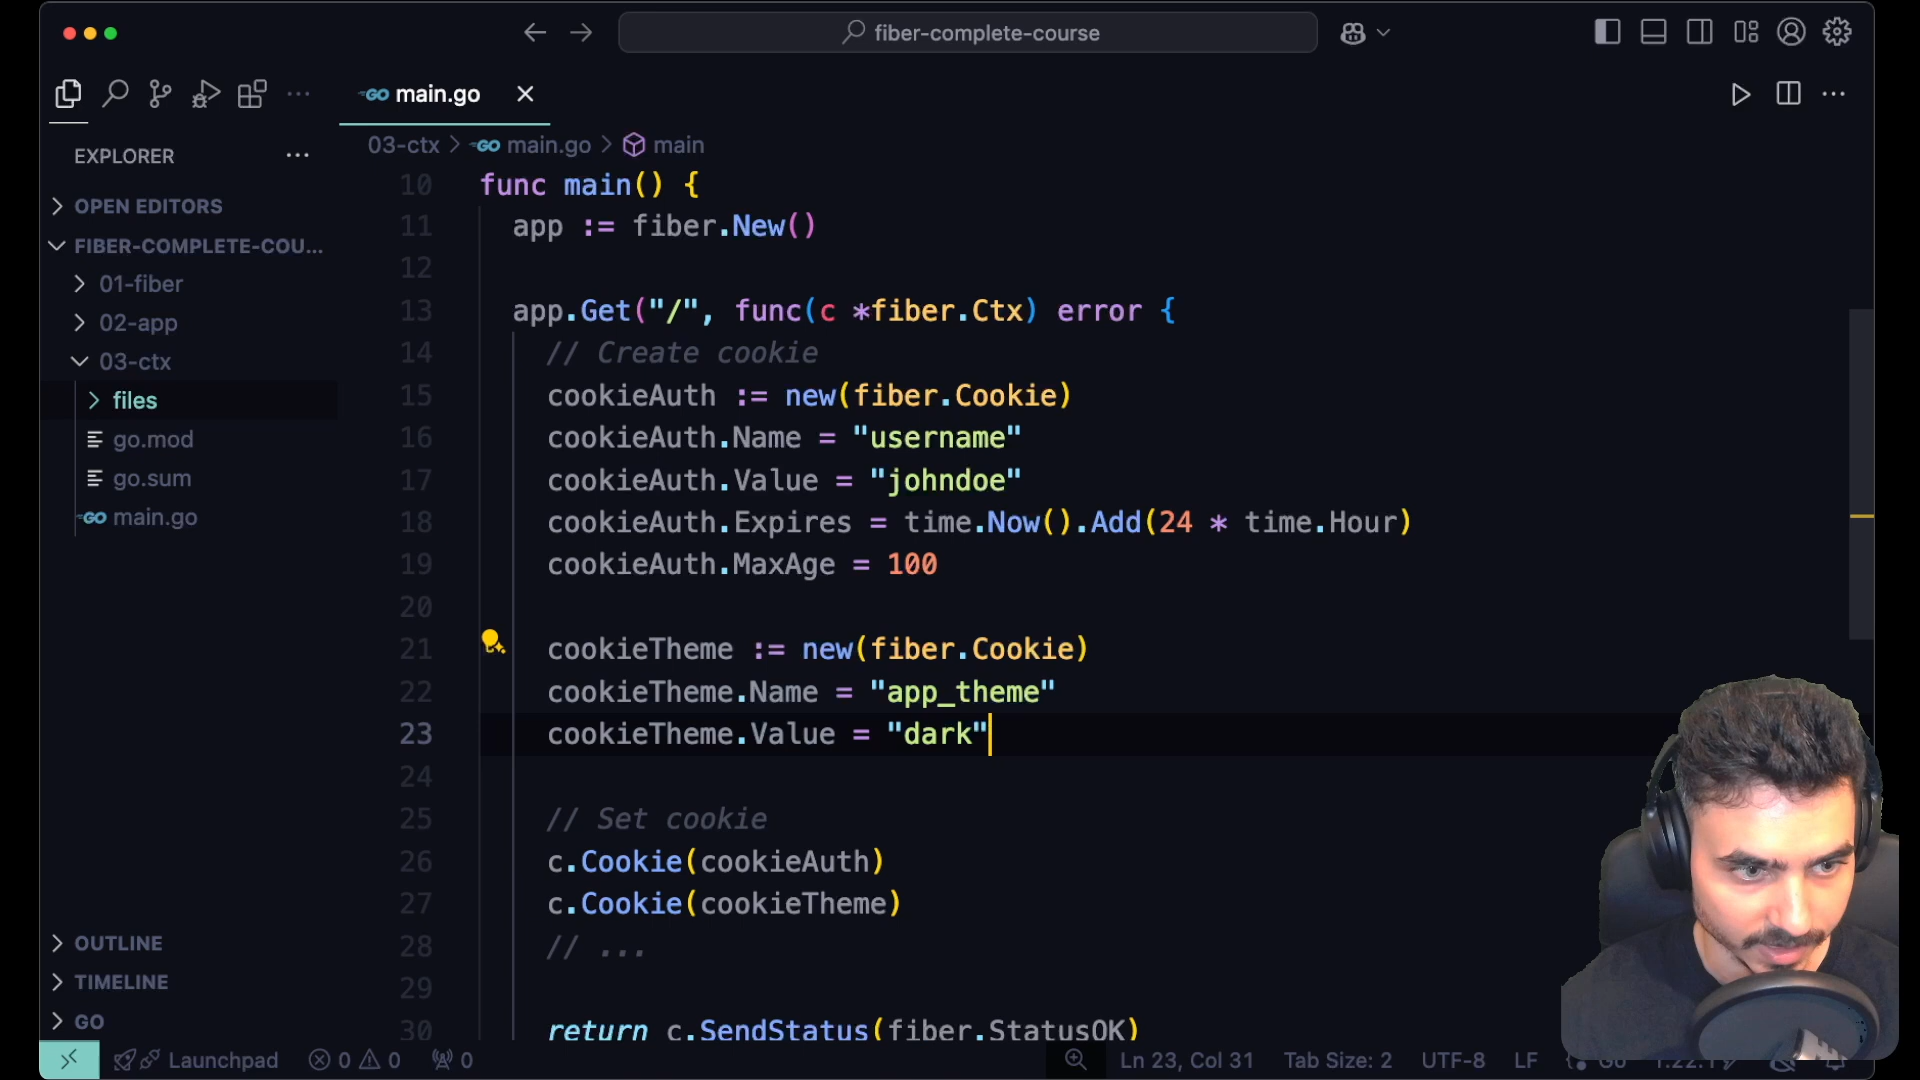 fiber-complete-course
main.go
03-ctx > main.go > main
EXPLORER
OPEN EDITORS
FIBER-COMPLETE-COU...
01-fiber
02-app
03-ctx
files
go.mod
go.sum
main.go
OUTLINE
TIMELINE
GO
10 func main() {
11 app := fiber.New()
12
13 app.Get("/", func(c *fiber.Ctx) error {
14 // Create cookie
15 cookieAuth := new(fiber.Cookie)
16 cookieAuth.Name = "username"
17 cookieAuth.Value = "johndoe"
18 cookieAuth.Expires = time.Now().Add(24 * time.Hour)
19 cookieAuth.MaxAge = 100
20
21 cookieTheme := new(fiber.Cookie)
22 cookieTheme.Name = "app_theme"
23 cookieTheme.Value = "dark"
24
25 // Set cookie
26 c.Cookie(cookieAuth)
27 c.Cookie(cookieTheme)
28 // ...
29
30 return c.SendStatus(fiber.StatusOK)
Launchpad 0 0 0 Ln 23, Col 31 Tab Size: 2 UTF-8 LF Go